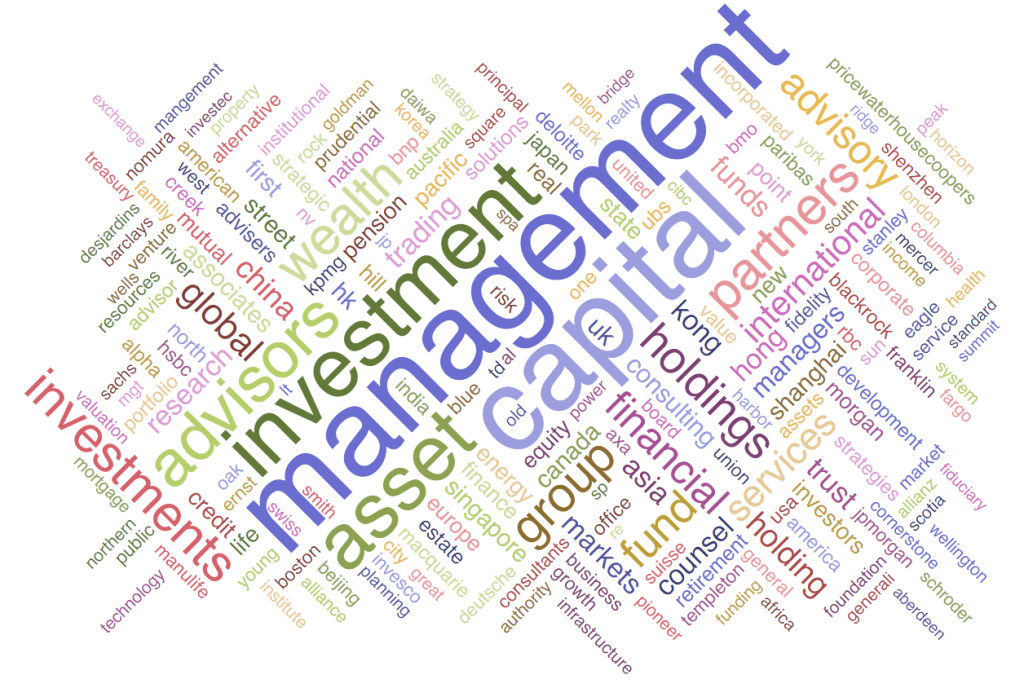 management
capital
investment
asset
advisors
wealth
partners
advisory
investments
holdings
group
fund
financial
services
global
international
holding
china
research
associates
trading
pension
funds
real
japan
deloitte
park
mellon
bridge
realty
principal
square
solutions
strategy
pacific
australia
daiwa
korea
bnp
goldman
prudential
national
rock
institutional
strategic
alternative
property
investec
mangement
nomura
american
first
street
nv
advisers
west
creek
exchange
treasury
family
mutual
desjardins
barclays
venture
river
wells
resources
advisor
kpmg
hk
hill
jp
spa
risk
one
state
ubs
united
cibc
bmo
point
incorporated
york
paribas
pricewaterhousecoopers
ridge
shenzhen
peak
horizon
london
columbia
south
stanley
mercer
income
corporate
new
value
kong
hong
fidelity
blackrock
managers
rbc
sun
eagle
service
health
standard
summit
franklin
system
fargo
shanghai
assets
morgan
development
harbor
consulting
board
union
uk
old
td
al
blue
india
power
equity
canada
axa
asia
sp
office
re
energy
finance
singapore
europe
estate
macquarie
city
invesco
great
planning
deutsche
beijing
alliance
boston
institute
young
life
credit
ernst
oak
swiss
smith
lt
north
hsbc
alpha
sachs
mgt
portfolio
valuation
mortgage
northern
public
manulife
technology
markets
consultants
authority
business
growth
infrastructure
counsel
suisse
retirement
templeton
pioneer
general
funding
africa
america
usa
investors
trust
strategies
jpmorgan
cornerstone
allianz
market
scotia
fiduciary
wellington
foundation
generali
schroder
aberdeen